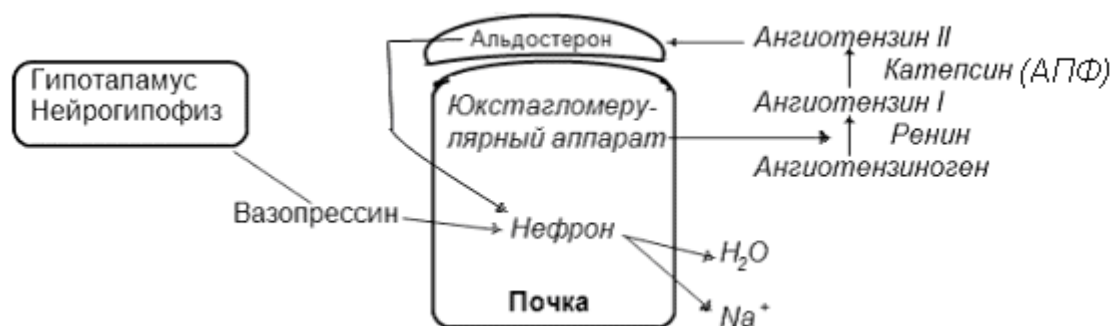 Альдостерон
Ангиотензин II
Катепсин (АПФ)
Гипоталамус
Нейрогипофиз
Юкстагломеру-
лярный аппарат
Ангиотензин I
Ренин
Ангиотензиноген
Вазопрессин
Нефрон
H₂O
Почка
Na⁺